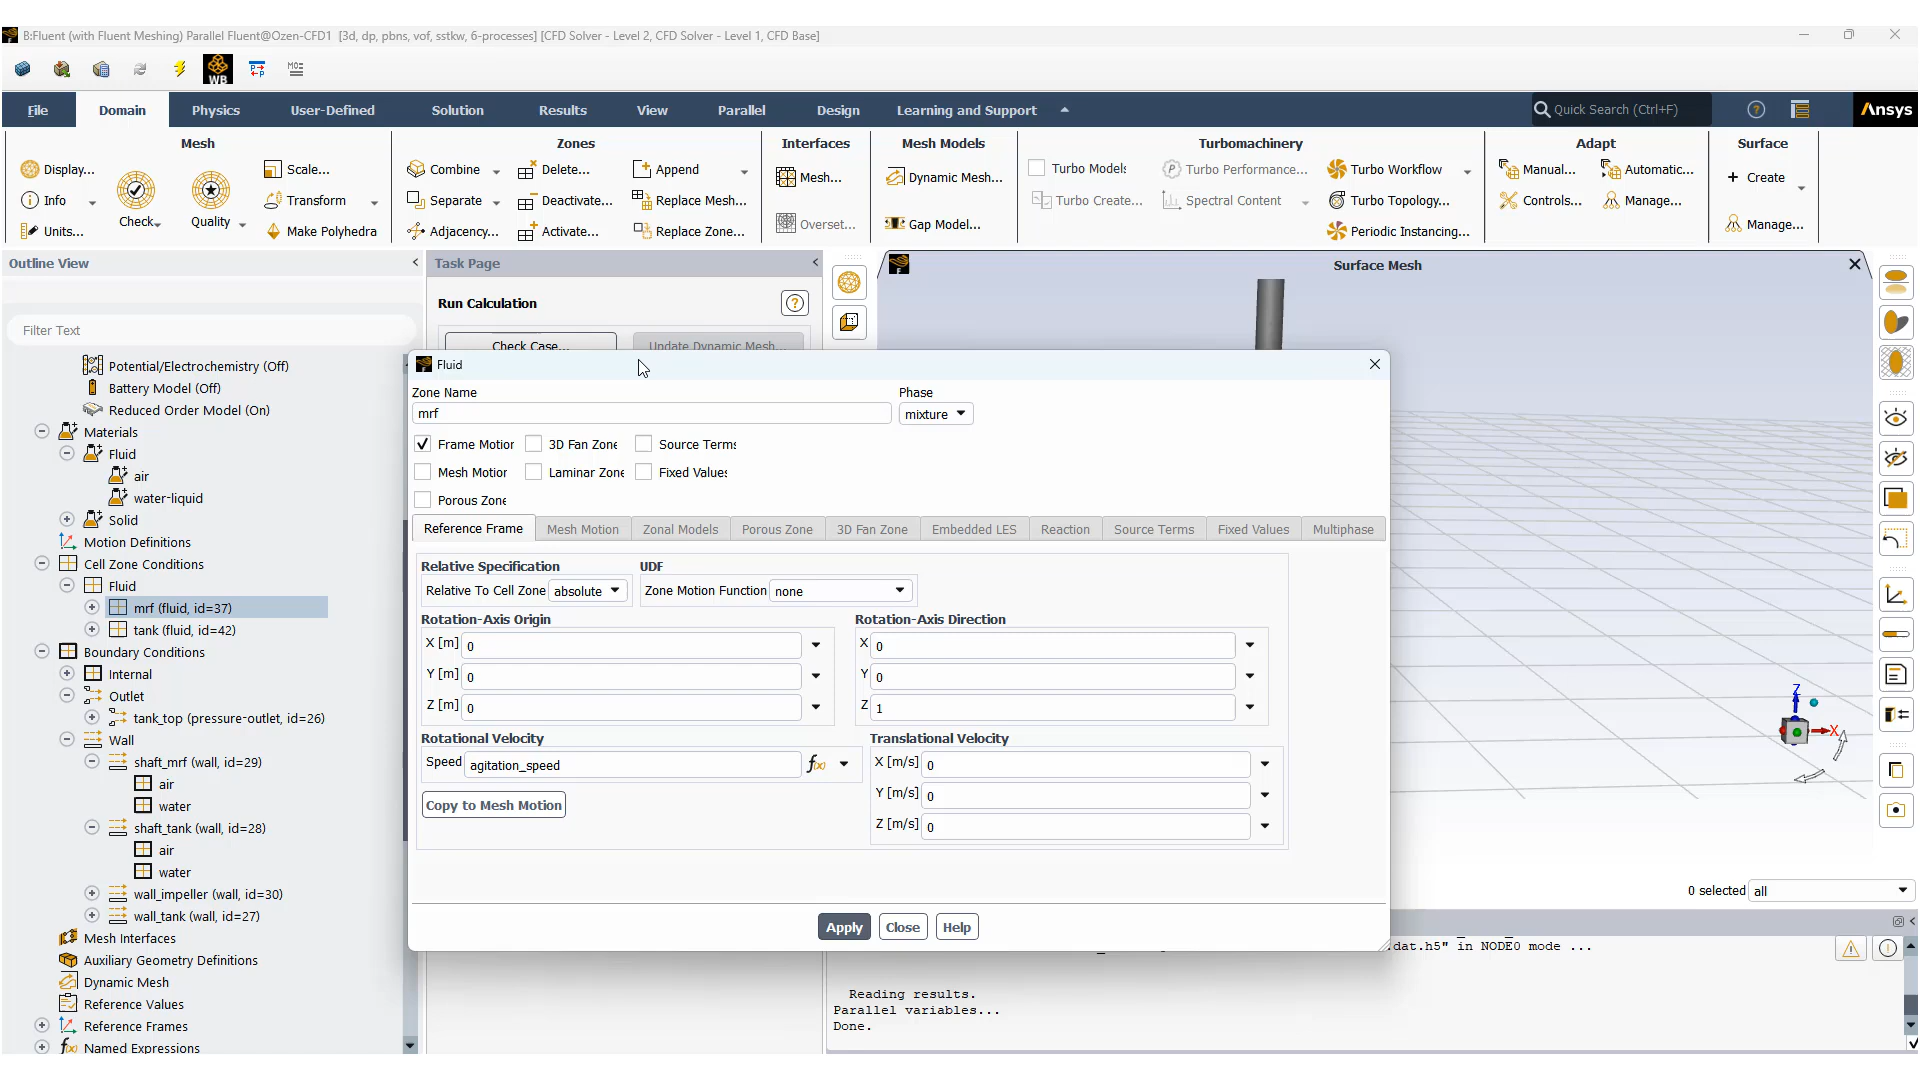 B:Fluent (with Fluent Meshing) Parallel Fluent@Ozen-CFD1 [3d, dp, pbns, vof, sstkw, 6-processes] [CFD Solver - Level 2, CFD Solver - Level 1, CFD Base]
WB
File Domain Physics User-Defined Solution Results View Parallel Design Learning and Support Quick Search (Ctrl+F) Ansys
Mesh Zones Interfaces Mesh Models Turbomachinery Adapt Surface
Display... Scale... Combine Delete... Append Mesh... Dynamic Mesh... Turbo Models Turbo Performance... Turbo Workflow Manual... Automatic... Create
Info Check Quality Transform Separate Deactivate... Replace Mesh... Overset... Gap Model... Turbo Create... Spectral Content Turbo Topology... Controls... Manage... Manage...
Units... Make Polyhedra Adjacency... Activate... Replace Zone... Periodic Instancing...
Outline View
Task Page
Surface Mesh
Run Calculation
Filter Text
Check Case... Update Dynamic Mesh...
Potential/Electrochemistry (Off)
Battery Model (Off)
Reduced Order Model (On)
Materials
Fluid
air
water-liquid
Solid
Motion Definitions
Cell Zone Conditions
Fluid
mrf (fluid, id=37)
tank (fluid, id=42)
Boundary Conditions
Internal
Outlet
tank_top (pressure-outlet, id=26)
Wall
shaft_mrf (wall, id=29)
air
water
shaft_tank (wall, id=28)
air
water
wall_impeller (wall, id=30)
wall_tank (wall, id=27)
Mesh Interfaces
Auxiliary Geometry Definitions
Dynamic Mesh
Reference Values
Reference Frames
Named Expressions
Fluid
Zone Name Phase
mrf mixture
Frame Motion 3D Fan Zone Source Terms
Mesh Motion Laminar Zone Fixed Values
Porous Zone
Reference Frame Mesh Motion Zonal Models Porous Zone 3D Fan Zone Embedded LES Reaction Source Terms Fixed Values Multiphase
Relative Specification UDF
Relative To Cell Zone absolute Zone Motion Function none
Rotation-Axis Origin Rotation-Axis Direction
X [m] 0 X 0
Y [m] 0 Y 0
Z [m] 0 Z 1
Rotational Velocity Translational Velocity
Speed agitation_speed f(x) X [m/s] 0
Copy to Mesh Motion Y [m/s] 0
Z [m/s] 0
Apply Close Help
Z
X
0 selected all
dat.h5" in NODE0 mode ...
Reading results.
Parallel variables...
Done.